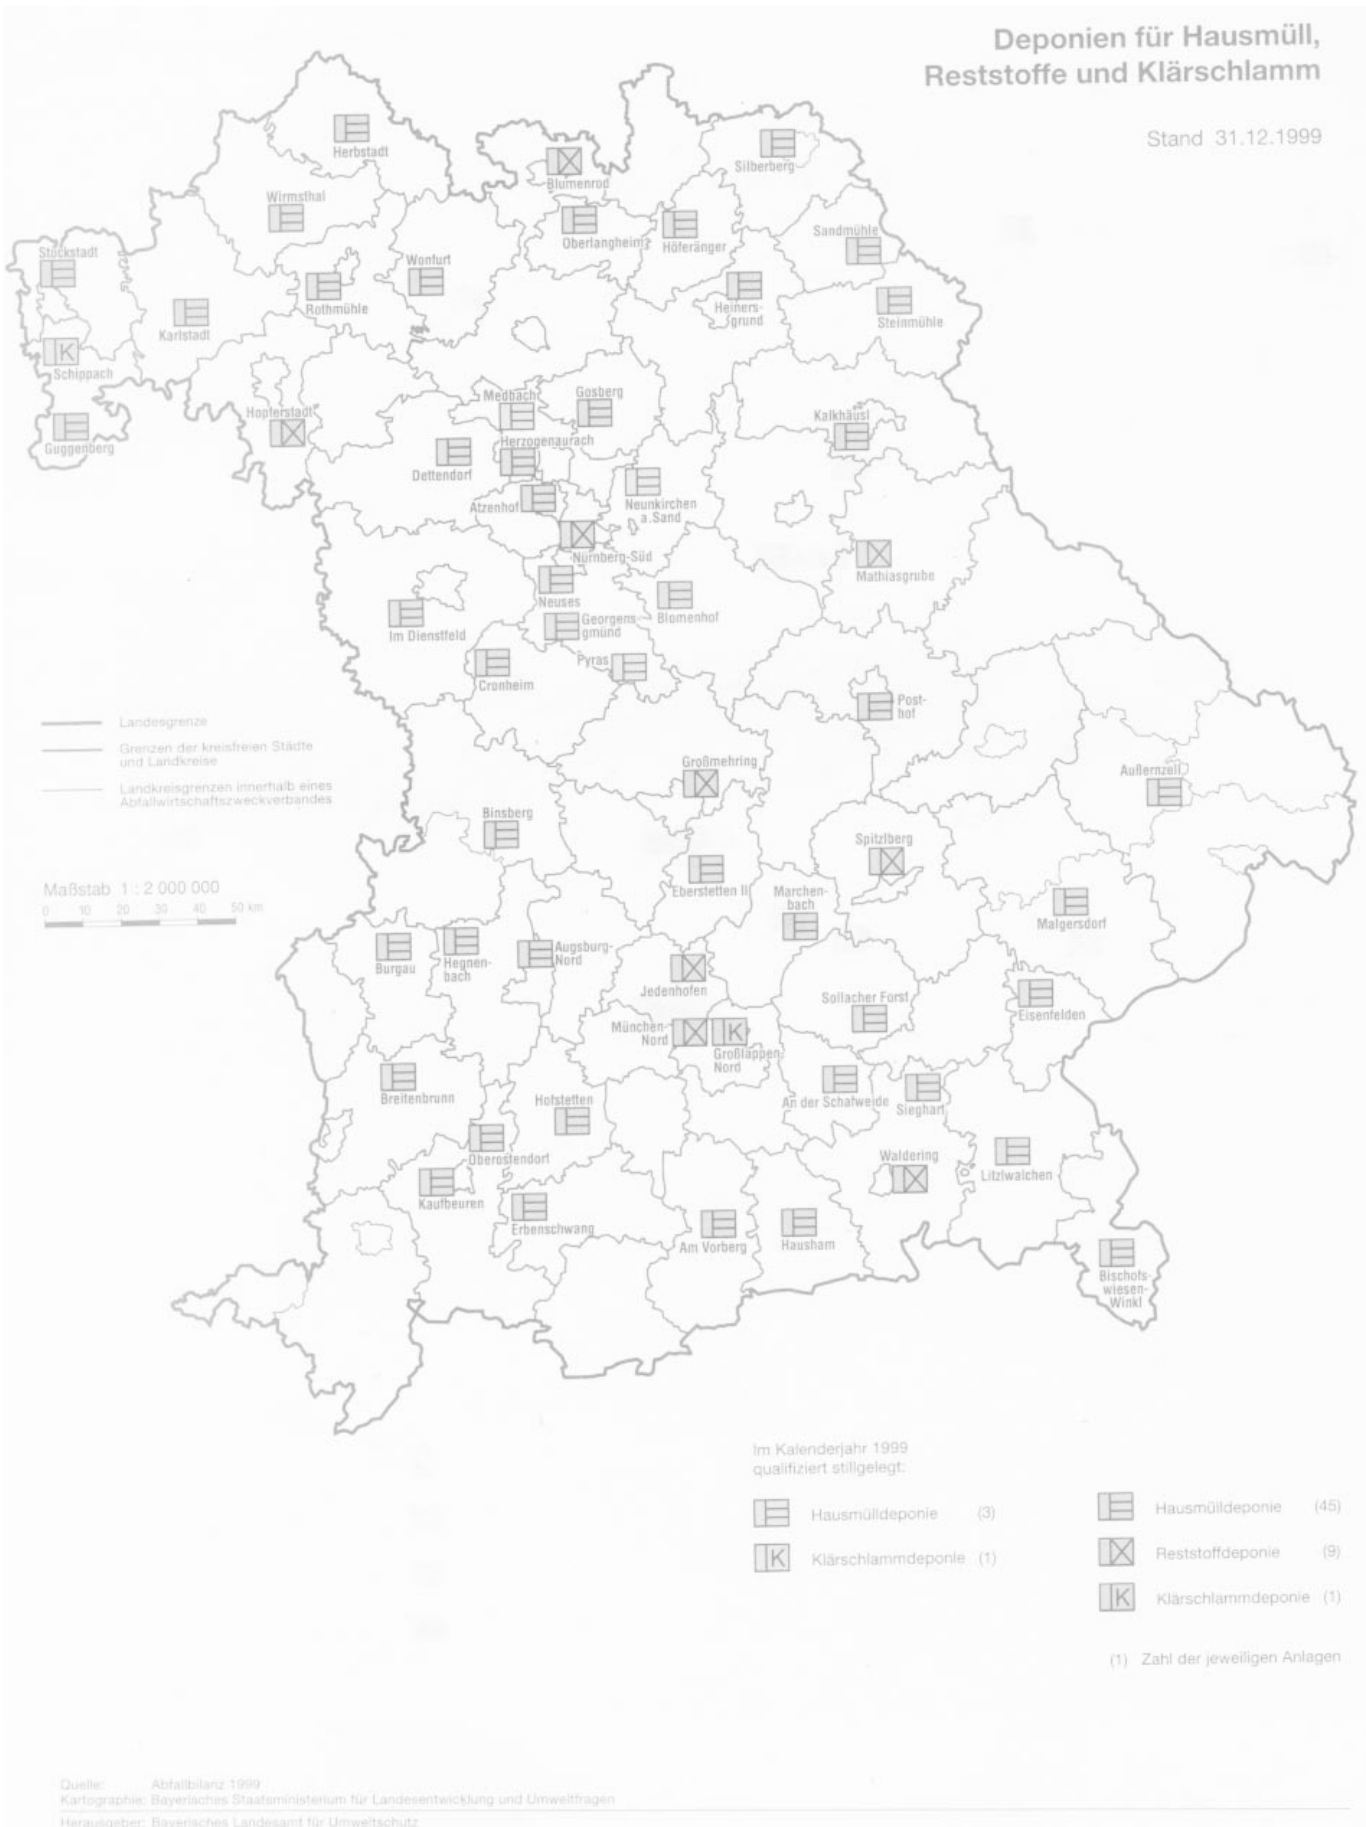 Deponien für Hausmüll,
Reststoffe und Klärschlamm
Stand 31.12.1999
Herbstadt
Silberberg
Blumenrod
Wirmsthal
Oberlangheim
Höferänger
Sandmühle
Stockstadt
Wonfurt
Rothmühle
Heiners-
grund
Steinmühle
Karlstadt
K
Schippach
Medbach
Gosberg
Hopferstadt
Kalkhäusl
Guggenberg
Herzogenaurach
Dettendorf
Atzenhof
Neunkirchen
a.Sand
Nürnberg-Süd
Mathiasgrube
Neuses
Blomenhof
Georgens
gmünd
Im Dienstfeld
Pyras
Cronheim
Post-
hof
Landesgrenze
Grenzen der kreisfreien Städte
und Landkreise
Landkreisgrenzen innerhalb eines
Abfallwirtschaftszweckverbandes
Großmehring
Außernzell
Binsberg
Spitzlberg
Maßstab 1 : 2 000 000
0 10 20 30 40 50 km
Eberstetten II
Marchen-
bach
Malgersdorf
Burgau
Hegnen-
bach
Augsburg-
Nord
Jedenhofen
Sollacher Forst
Eisenfelden
München-
Nord
K
Großlappen
Nord
Breitenbrunn
Hofstetten
An der Schafweide
Sieghart
Oberostendorf
Waldering
Litzlwalchen
Kaufbeuren
Erbenschwang
Am Vorberg
Hausham
Bischofs-
wiesen-
Winkl
Im Kalenderjahr 1999
qualifiziert stillgelegt:
Hausmülldeponie (3)
K Klärschlammdeponie (1)
Hausmülldeponie (45)
Reststoffdeponie (9)
K Klärschlammdeponie (1)
(1) Zahl der jeweiligen Anlagen
Quelle: Abfallbilanz 1999
Kartographie: Bayerisches Staatsministerium für Landesentwicklung und Umweltfragen
Herausgeber: Bayerisches Landesamt für Umweltschutz